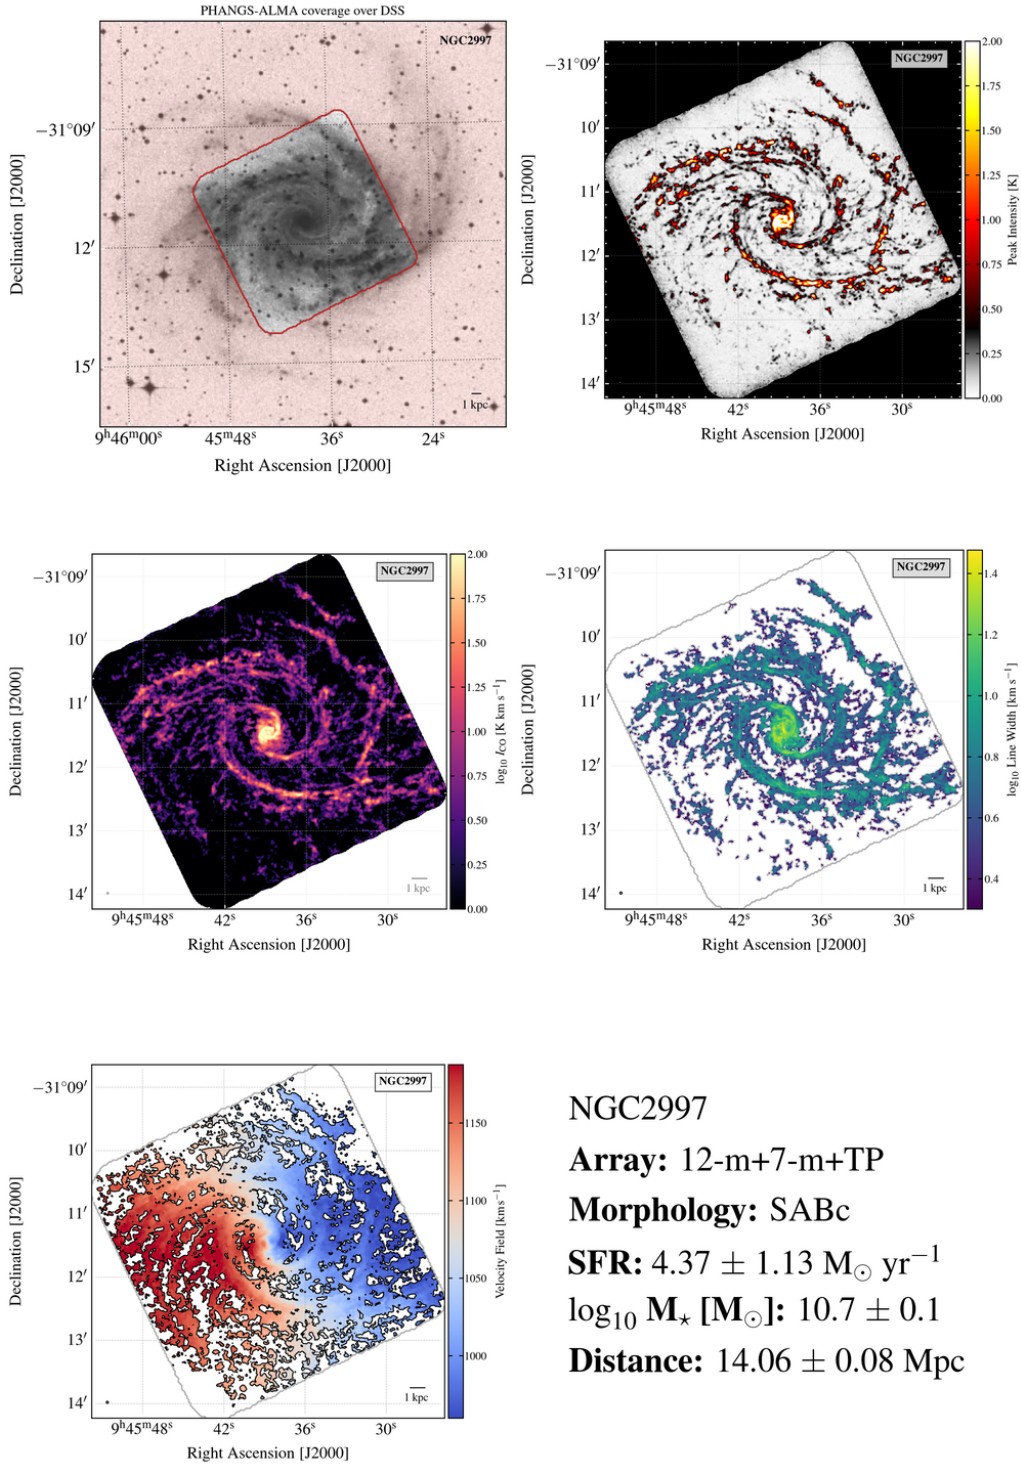 PHANGS-ALMA coverage over DSS
NGC2997
−31°09′
12′
15′
Declination [J2000]
1 kpc
9ʰ46ᵐ00ˢ
45ᵐ48ˢ
36ˢ
24ˢ
Right Ascension [J2000]
NGC2997
−31°09′
10′
11′
12′
13′
14′
Declination [J2000]
9ʰ45ᵐ48ˢ
42ˢ
36ˢ
30ˢ
Right Ascension [J2000]
2.00
1.75
1.50
1.25
1.00
0.75
0.50
0.25
0.00
Peak Intensity [K]
NGC2997
−31°09′
10′
11′
12′
13′
14′
Declination [J2000]
1 kpc
9ʰ45ᵐ48ˢ
42ˢ
36ˢ
30ˢ
Right Ascension [J2000]
2.00
1.75
1.50
1.25
1.00
0.75
0.50
0.25
0.00
log₁₀ I_CO [K km s⁻¹]
NGC2997
−31°09′
10′
11′
12′
13′
14′
Declination [J2000]
1 kpc
9ʰ45ᵐ48ˢ
42ˢ
36ˢ
30ˢ
Right Ascension [J2000]
1.4
1.2
1.0
0.8
0.6
0.4
log₁₀ Line Width [km s⁻¹]
NGC2997
−31°09′
10′
11′
12′
13′
14′
Declination [J2000]
1 kpc
9ʰ45ᵐ48ˢ
42ˢ
36ˢ
30ˢ
Right Ascension [J2000]
1150
1100
1050
1000
Velocity Field [kms⁻¹]
NGC2997
Array: 12-m+7-m+TP
Morphology: SABc
SFR: 4.37 ± 1.13 M⊙ yr⁻¹
log₁₀ M⋆ [M⊙]: 10.7 ± 0.1
Distance: 14.06 ± 0.08 Mpc